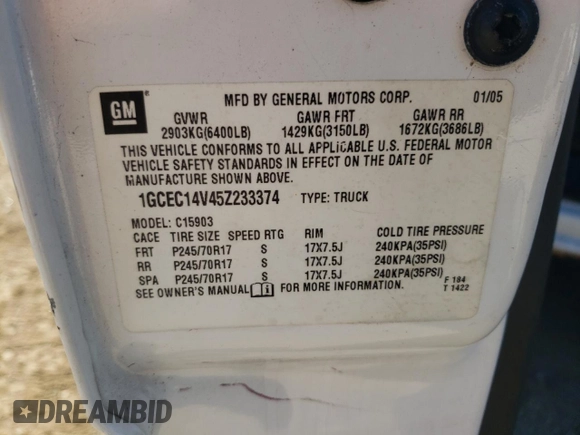 GM
MFD BY GENERAL MOTORS CORP. 01/05
GVWR GAWR FRT GAWR RR
2903KG(6400LB) 1429KG(3150LB) 1672KG(3686LB)
THIS VEHICLE CONFORMS TO ALL APPLICABLE U.S. FEDERAL MOTOR
VEHICLE SAFETY STANDARDS IN EFFECT ON THE DATE OF
MANUFACTURE SHOWN ABOVE.
1GCEC14V45Z233374 TYPE: TRUCK
MODEL: C15903
CACE TIRE SIZE SPEED RTG RIM COLD TIRE PRESSURE
FRT P245/70R17 S 17X7.5J 240KPA(35PSI)
RR P245/70R17 S 17X7.5J 240KPA(35PSI)
SPA P245/70R17 S 17X7.5J 240KPA(35PSI)
SEE OWNER'S MANUAL FOR MORE INFORMATION.
F 184
T 1422
DREAMBID